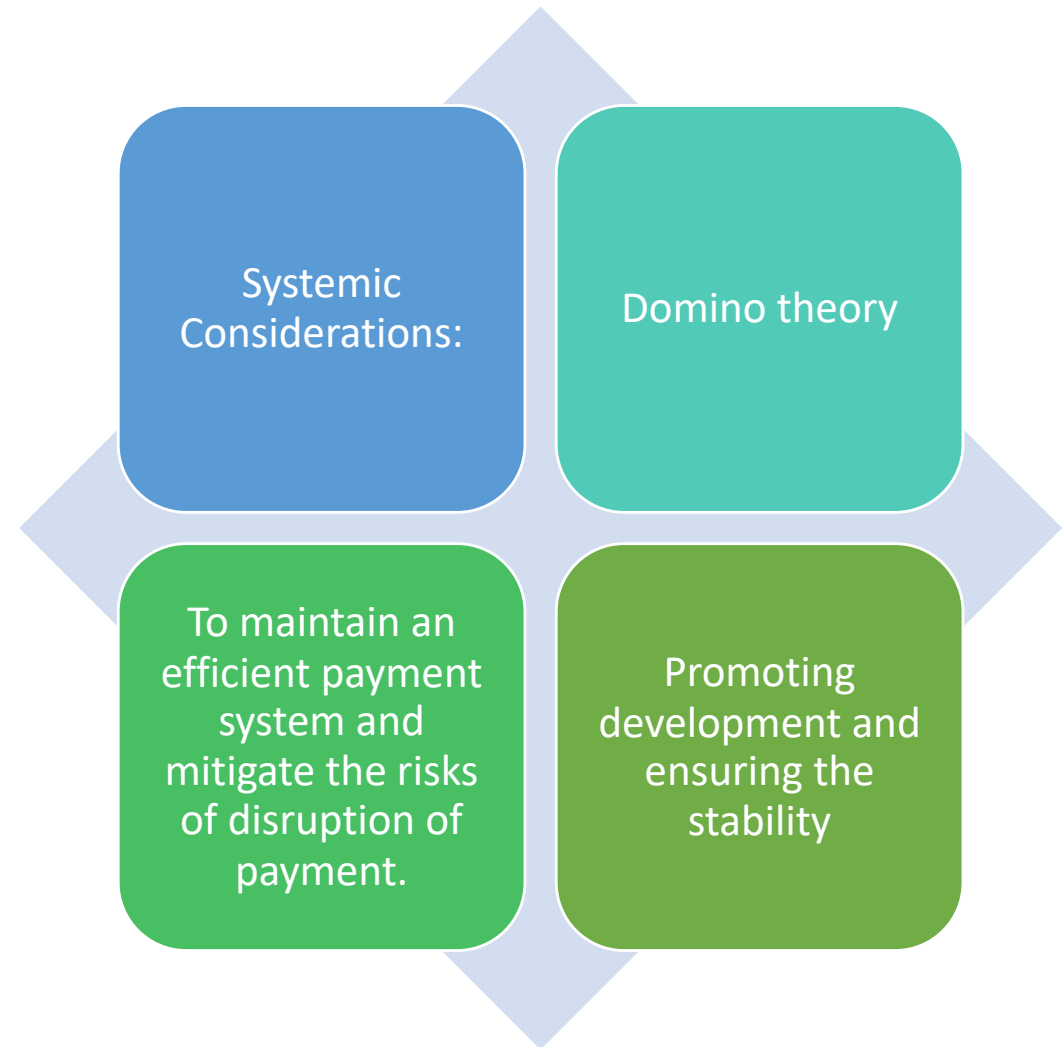 Systemic
Considerations:
Domino theory
To maintain an
efficient payment
system and
mitigate the risks
of disruption of
payment.
Promoting
development and
ensuring the
stability